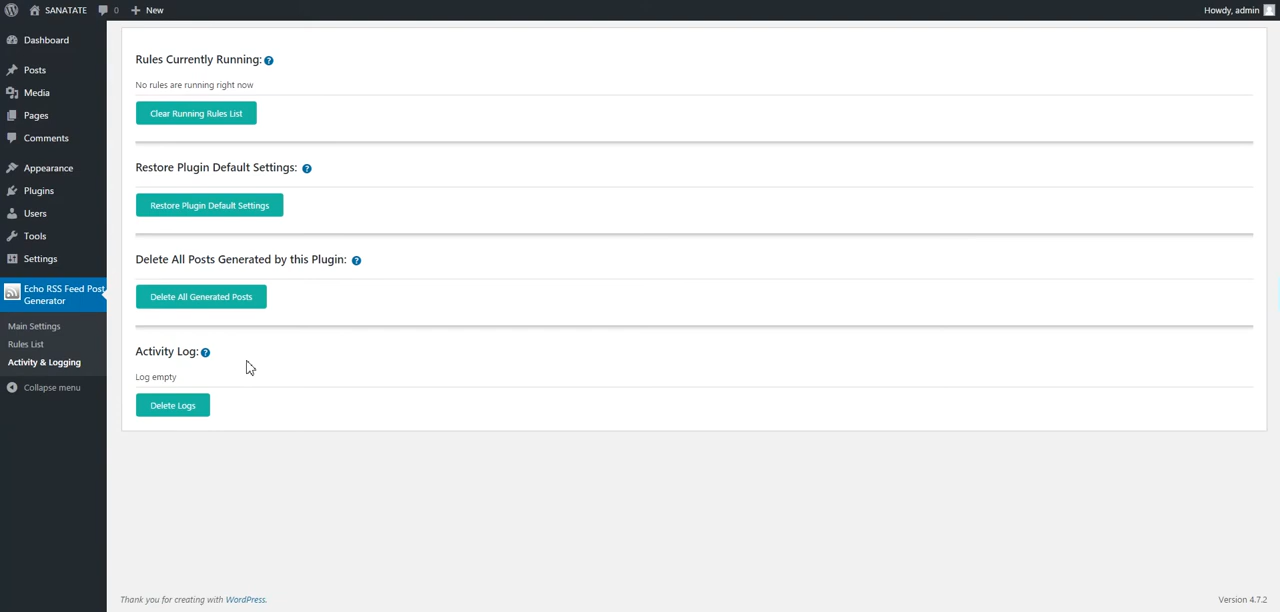 SANATATE 0 New Howdy, admin
Dashboard
Posts
Media
Pages
Comments
Appearance
Plugins
Users
Tools
Settings
Echo RSS Feed Post
Generator
Main Settings
Rules List
Activity & Logging
Collapse menu
Rules Currently Running: ?
No rules are running right now
Clear Running Rules List
Restore Plugin Default Settings: ?
Restore Plugin Default Settings
Delete All Posts Generated by this Plugin: ?
Delete All Generated Posts
Activity Log: ?
Log empty
Delete Logs
Thank you for creating with WordPress. Version 4.7.2